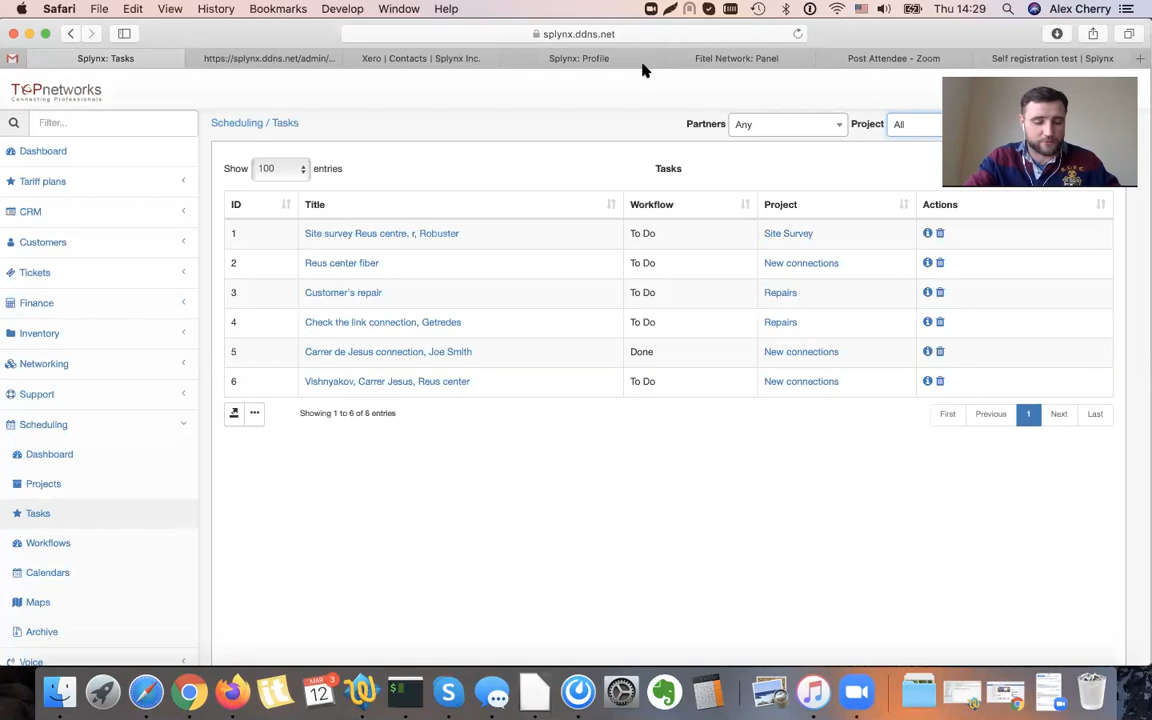 Safari File Edit View History Bookmarks Develop Window Help Thu 14:29 Alex Cherry
splynx.ddns.net
Splynx: Tasks https://splynx.ddns.net/admin/... Xero | Contacts | Splynx Inc. Splynx: Profile Fitel Network: Panel Post Attendee - Zoom Self registration test | Splynx
TOPnetworks
Connecting Professionals
Filter... Scheduling / Tasks Partners Any Project All
Dashboard
Tariff plans
CRM
Customers
Tickets
Finance
Inventory
Networking
Support
Scheduling
Dashboard
Projects
Tasks
Workflows
Calendars
Maps
Archive
Voice
Show 100 entries Tasks
ID Title Workflow Project Actions
1 Site survey Reus centre, r, Robuster To Do Site Survey
2 Reus center fiber To Do New connections
3 Customer's repair To Do Repairs
4 Check the link connection, Getredes To Do Repairs
5 Carrer de Jesus connection, Joe Smith Done New connections
6 Vishnyakov, Carrer Jesus, Reus center To Do New connections
Showing 1 to 6 of 6 entries First Previous 1 Next Last
MAR 3
12